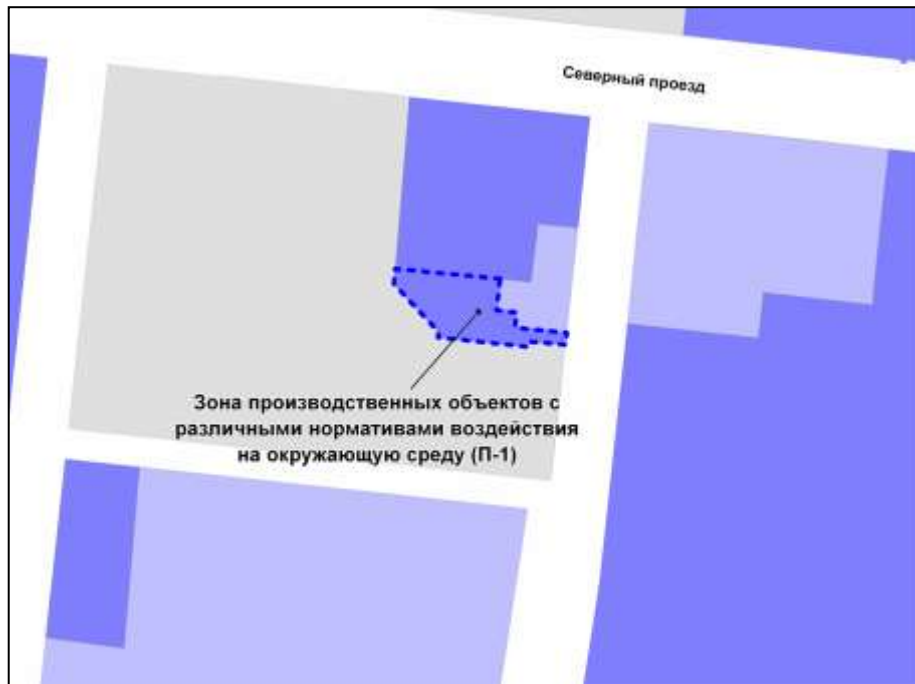 Северный проезд
Зона производственных объектов с
различными нормативами воздействия
на окружающую среду (П-1)